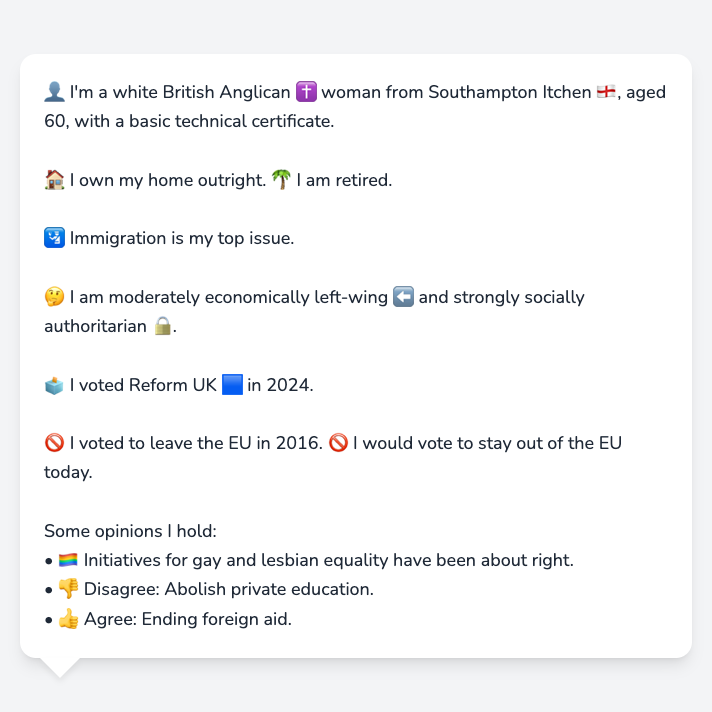 👤 I'm a white British Anglican ✝️ woman from Southampton Itchen 🏴󠁧󠁢󠁥󠁮󠁧󠁿, aged
60, with a basic technical certificate.
🏠 I own my home outright. 🌴 I am retired.
🛂 Immigration is my top issue.
🤔 I am moderately economically left-wing ⬅️ and strongly socially
authoritarian 🔒.
🗳️ I voted Reform UK 🟦 in 2024.
🚫 I voted to leave the EU in 2016. 🚫 I would vote to stay out of the EU
today.
Some opinions I hold:
• 🏳️‍🌈 Initiatives for gay and lesbian equality have been about right.
• 👎 Disagree: Abolish private education.
• 👍 Agree: Ending foreign aid.